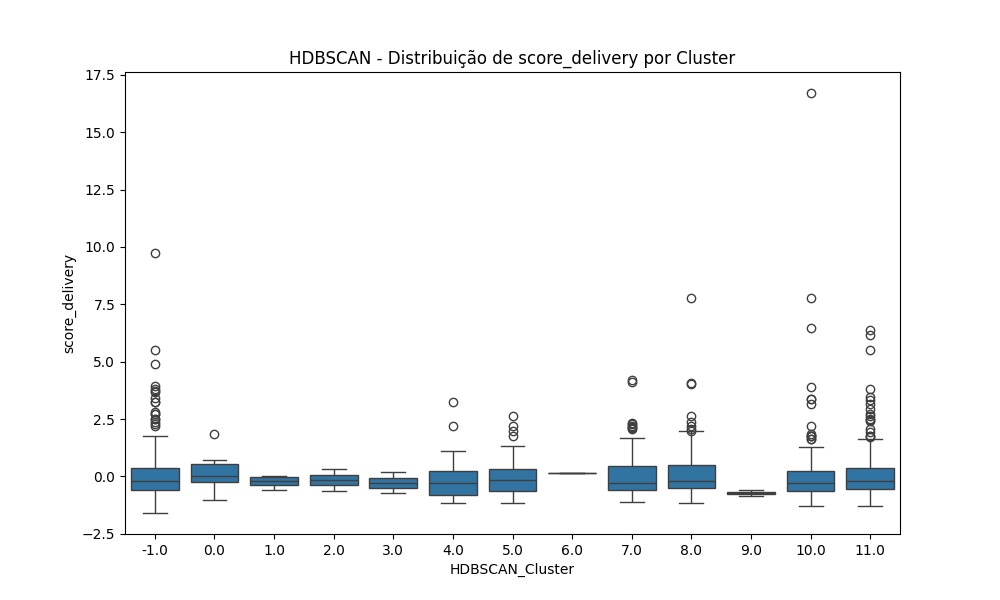 HDBSCAN - Distribuição de score_delivery por Cluster
17.5
15.0
12.5
10.0
7.5
5.0
2.5
0.0
−2.5
score_delivery
-1.0 0.0 1.0 2.0 3.0 4.0 5.0 6.0 7.0 8.0 9.0 10.0 11.0
HDBSCAN_Cluster